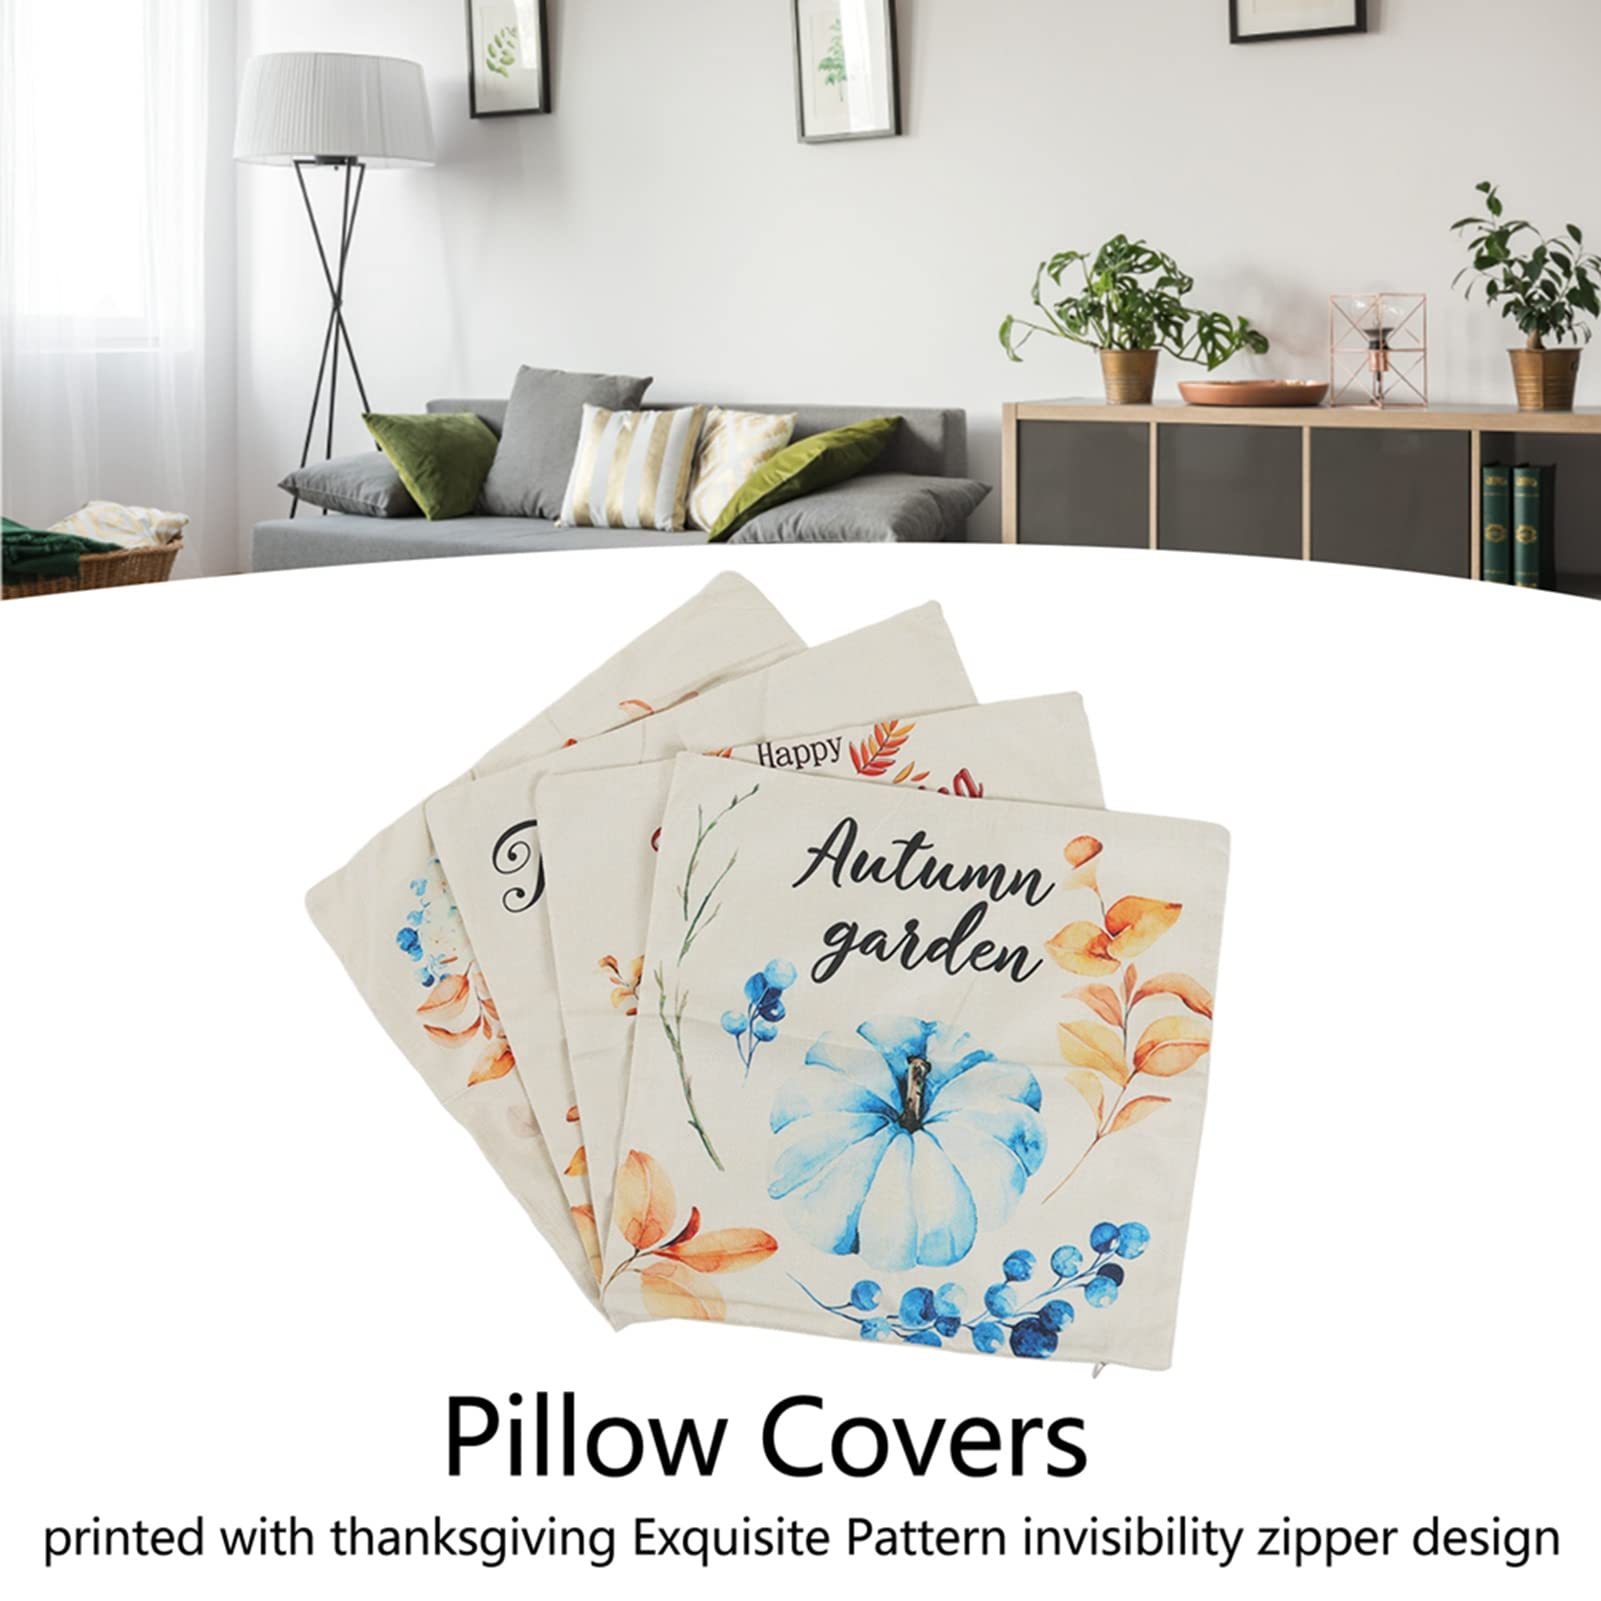 Happy
Autumn
garden
Pillow Covers
printed with thanksgiving Exquisite Pattern invisibility zipper design